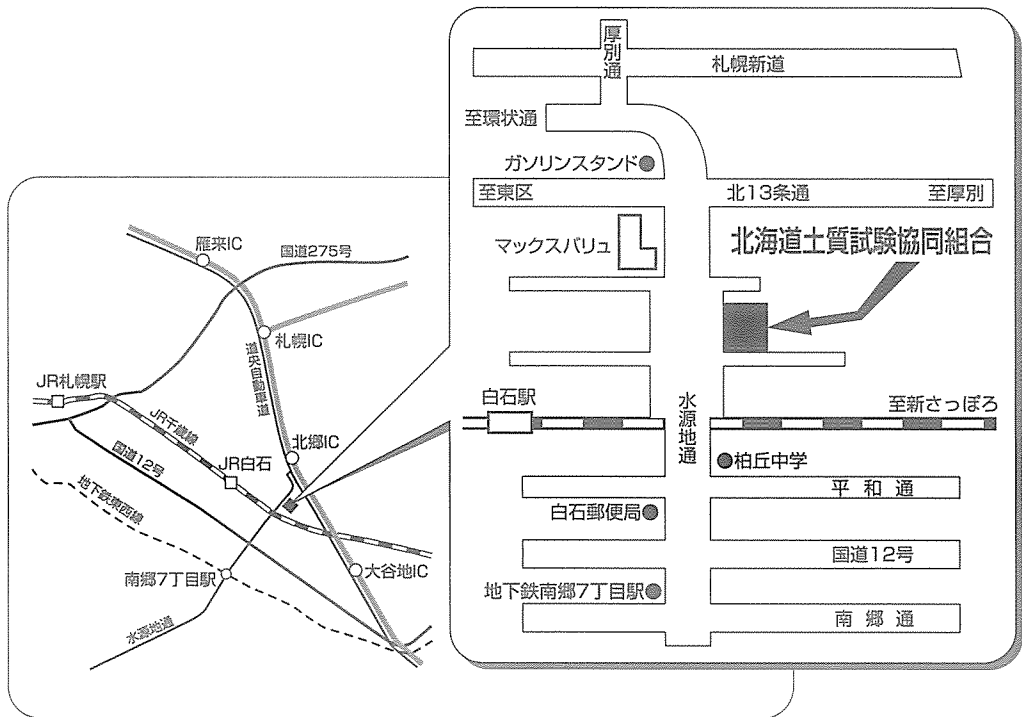 厚別通
札幌新道
至環状通
ガソリンスタンド
至東区
北13条通
至厚別
マックスバリュ
北海道土質試験協同組合
白石駅
水源地通
至新さっぽろ
柏丘中学
平和通
白石郵便局
国道12号
地下鉄南郷7丁目駅
南郷通
雁来IC
国道275号
札幌IC
道央自動車道
JR札幌駅
JR千歳線
北郷IC
国道12号
JR白石
地下鉄東西線
南郷7丁目駅
大谷地IC
水源地通